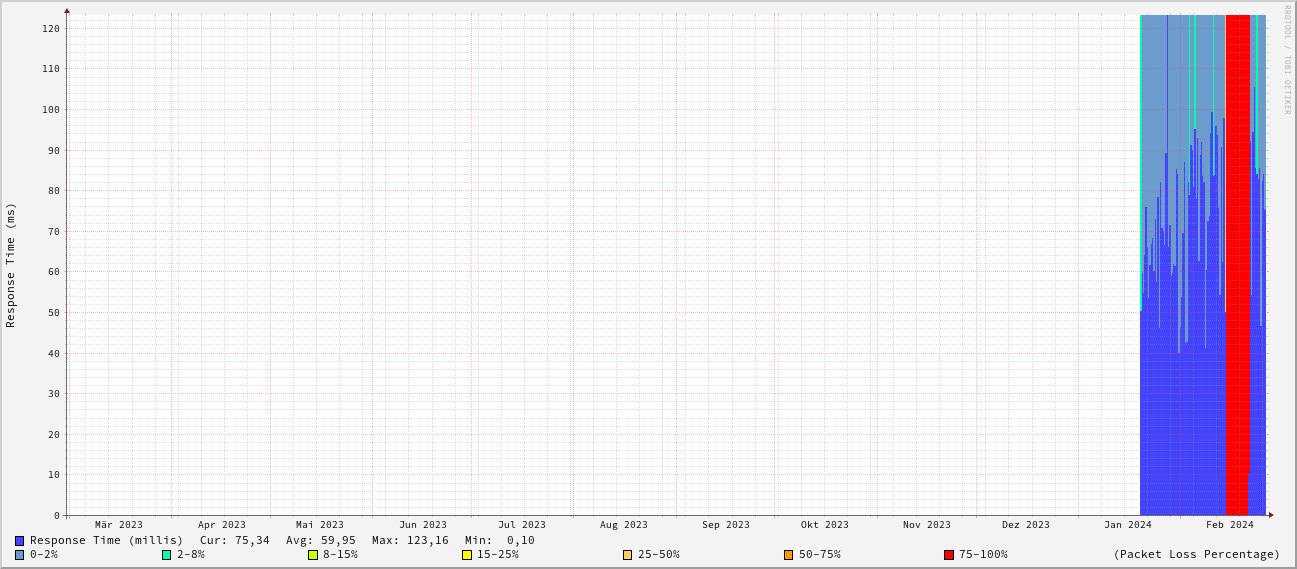 RRDTOOL / TOBI OETIKER
Response Time (ms)
120
110
100
90
80
70
60
50
40
30
20
10
0
Mär 2023 Apr 2023 Mai 2023 Jun 2023 Jul 2023 Aug 2023 Sep 2023 Okt 2023 Nov 2023 Dez 2023 Jan 2024 Feb 2024
Response Time (millis) Cur: 75,34 Avg: 59,95 Max: 123,16 Min: 0,10
0-2% 2-8% 8-15% 15-25% 25-50% 50-75% 75-100% (Packet Loss Percentage)